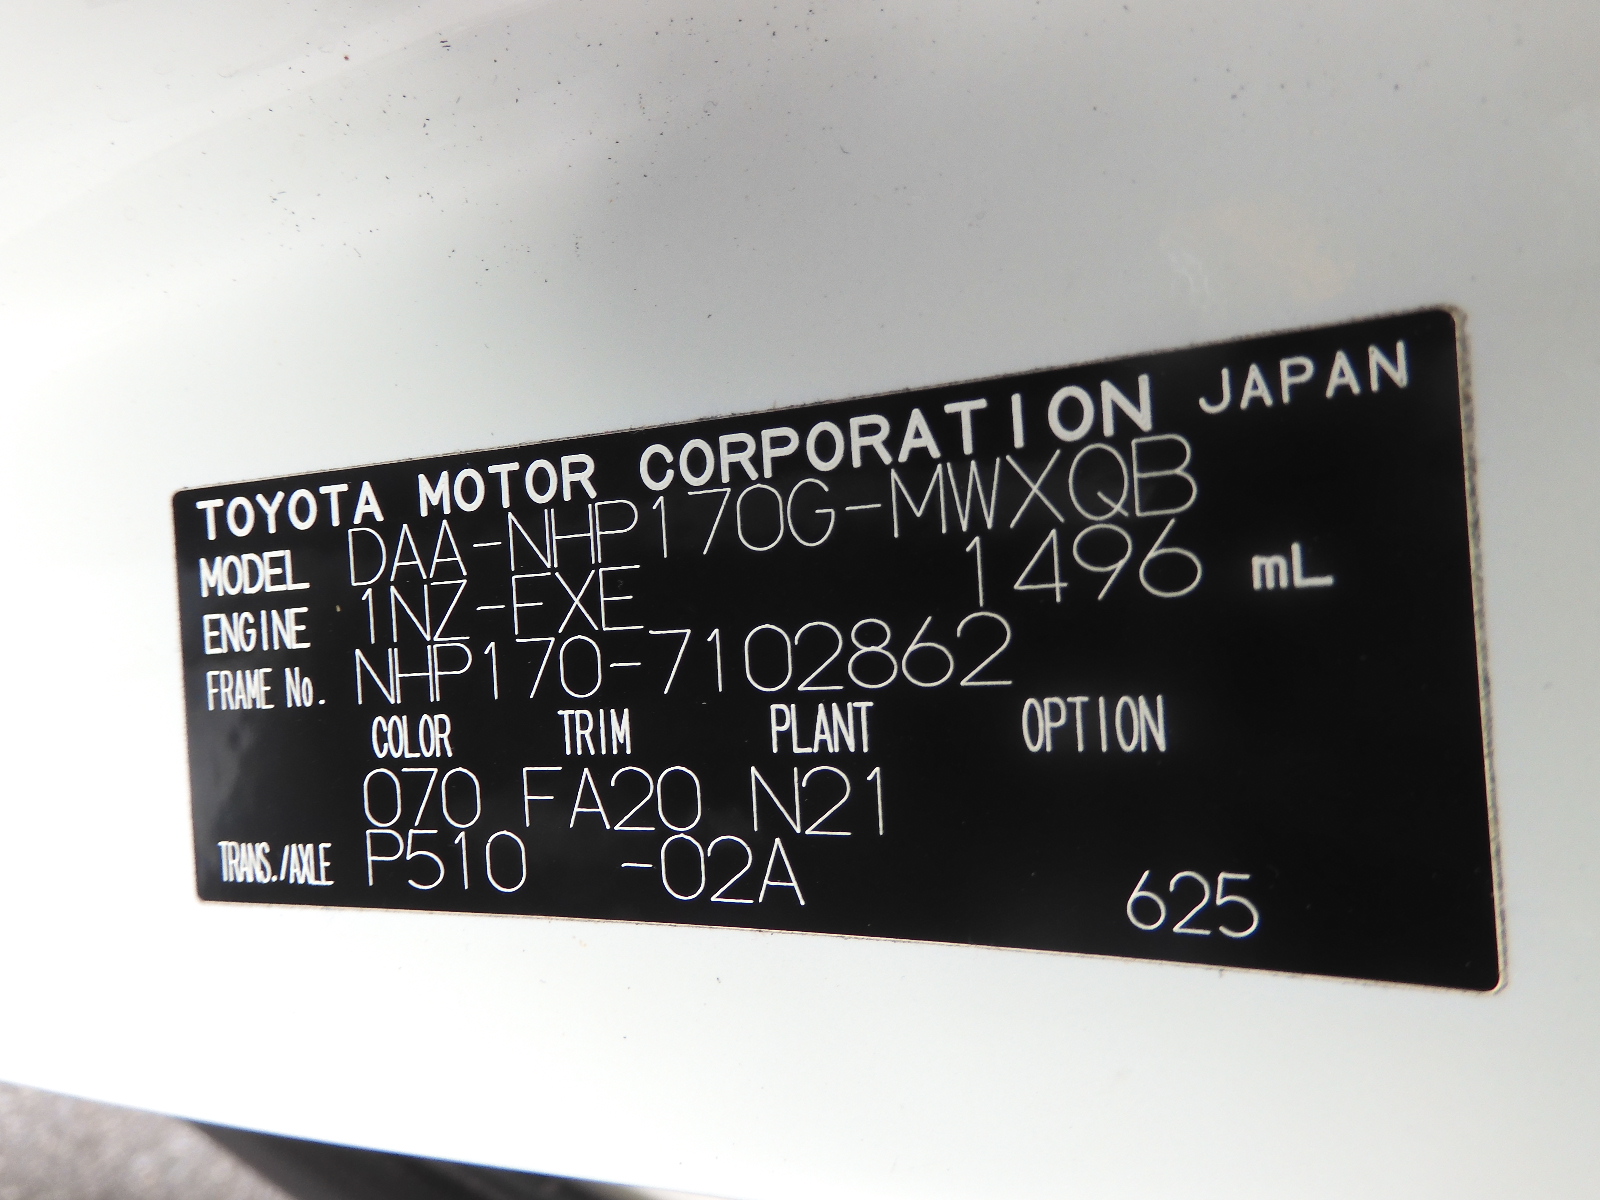 TOYOTA MOTOR CORPORATION JAPAN
MODEL DAA-NHP170G-MWXQB
ENGINE 1NZ-FXE 1496 mL
FRAME No. NHP170-7102862
COLOR TRIM PLANT OPTION
070 FA20 N21
TRANS./AXLE P510 -02A
625